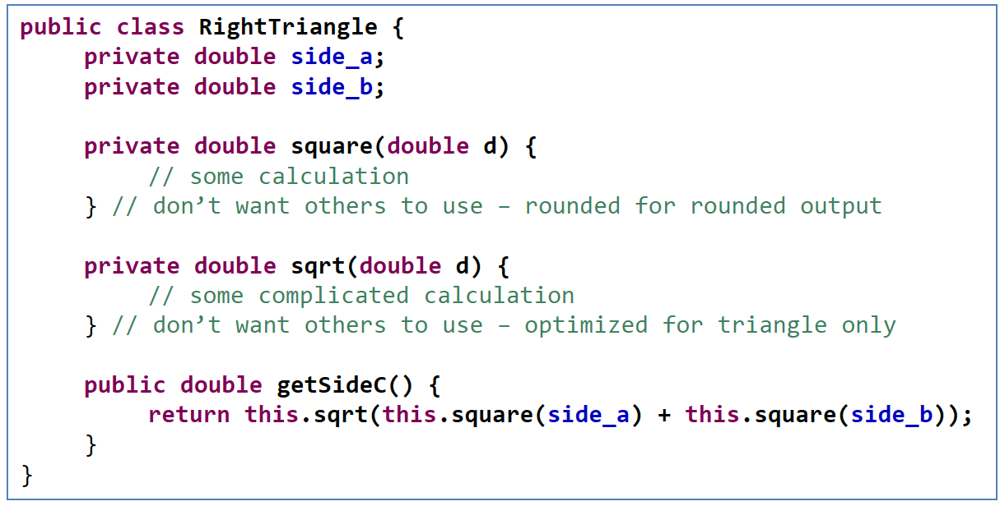 public class RightTriangle {
private double side_a;
private double side_b;
private double square(double d) {
// some calculation
} // don’t want others to use – rounded for rounded output
private double sqrt(double d) {
// some complicated calculation
} // don’t want others to use – optimized for triangle only
public double getSideC() {
return this.sqrt(this.square(side_a) + this.square(side_b));
}
}